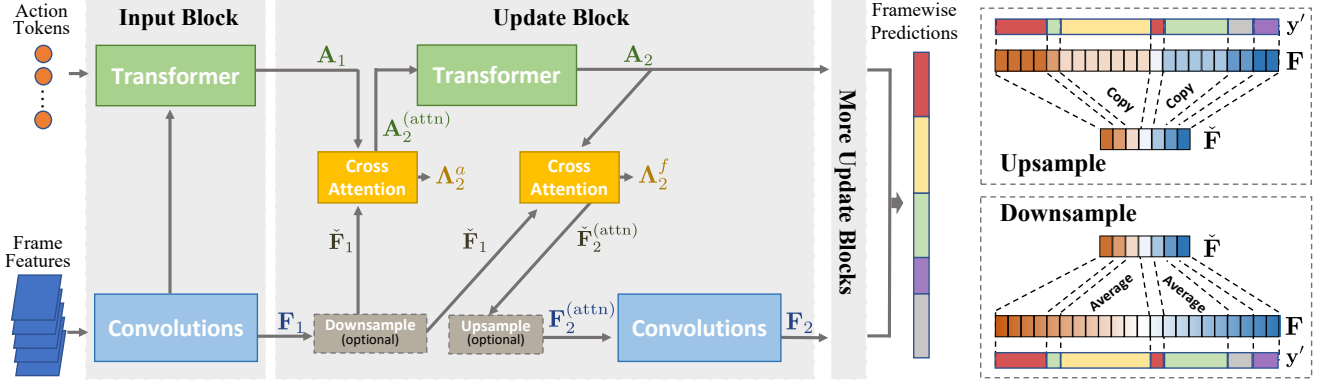 Action
Tokens
Input Block
Update Block
Framewise
Predictions
Transformer
A₁
Transformer
A₂
A₂^(attn)
Cross
Attention
Λ₂ᵃ
Cross
Attention
Λ₂ᶠ
Frame
Features
F̌₁
F̌₁
F̌₂^(attn)
Convolutions
F₁
Downsample
(optional)
Upsample
(optional)
F₂^(attn)
Convolutions
F₂
More Update Blocks
y′
F
Copy
Copy
F̌
Upsample
Downsample
F̌
Average
Average
F
y′